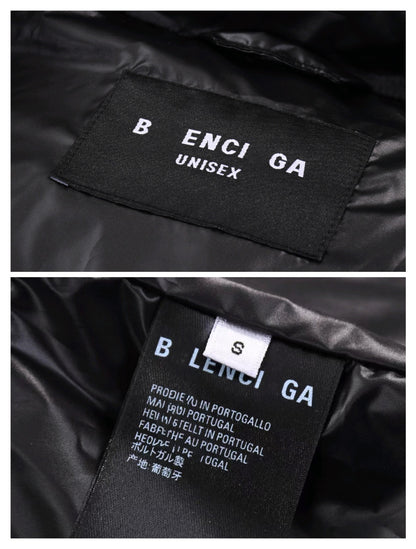 B ENCI GA
UNISEX
S
B LENCI GA
IN PORTOGALLO
PORTUGAL
IN PORTUGAL
AU PORTUGAL
ポルトガル製
产地:葡萄牙